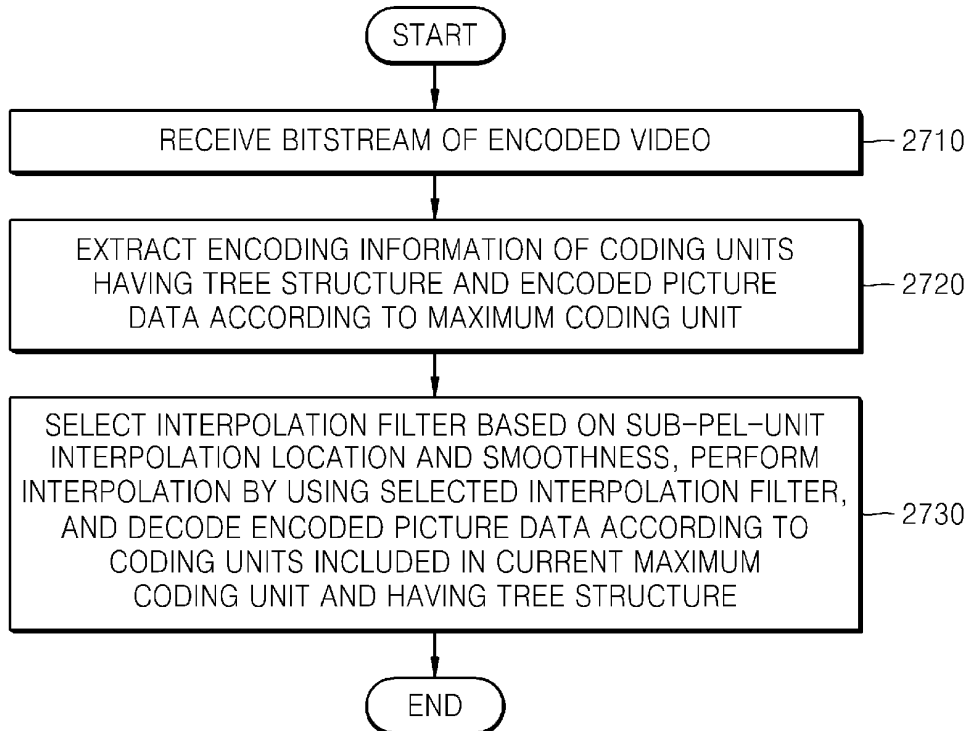 START
RECEIVE BITSTREAM OF ENCODED VIDEO
2710
EXTRACT ENCODING INFORMATION OF CODING UNITS
HAVING TREE STRUCTURE AND ENCODED PICTURE
DATA ACCORDING TO MAXIMUM CODING UNIT
2720
SELECT INTERPOLATION FILTER BASED ON SUB-PEL-UNIT
INTERPOLATION LOCATION AND SMOOTHNESS, PERFORM
INTERPOLATION BY USING SELECTED INTERPOLATION FILTER,
AND DECODE ENCODED PICTURE DATA ACCORDING TO
CODING UNITS INCLUDED IN CURRENT MAXIMUM
CODING UNIT AND HAVING TREE STRUCTURE
2730
END